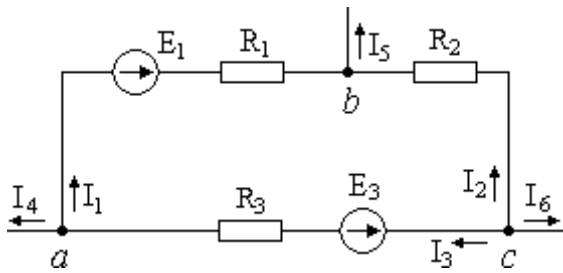 E₁ R₁ I₅ R₂
b
I₄ I₁ R₃ E₃ I₂ I₆
a I₃ c